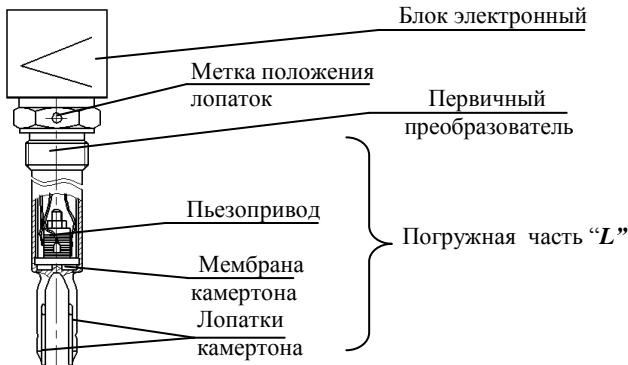 Блок электронный
Метка положения
лопаток
Первичный
преобразователь
Пьезопривод
Погружная часть “L”
Мембрана
камертона
Лопатки
камертона